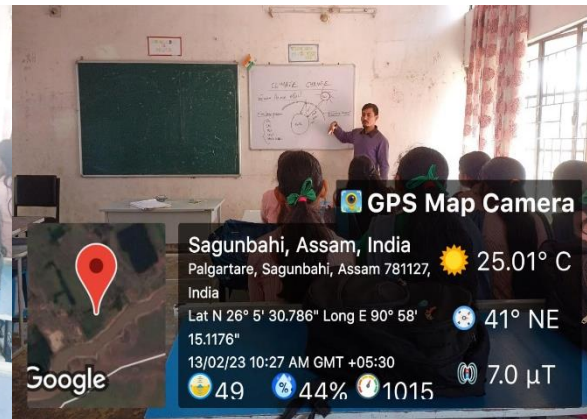 CLIMATE CHANGE
GPS Map Camera
Sagunbahi, Assam, India
Palgartare, Sagunbahi, Assam 781127,
India
Lat N 26° 5' 30.786" Long E 90° 58'
15.1176"
13/02/23 10:27 AM GMT +05:30
49
44%
1015
25.01° C
41° NE
7.0 µT
Google